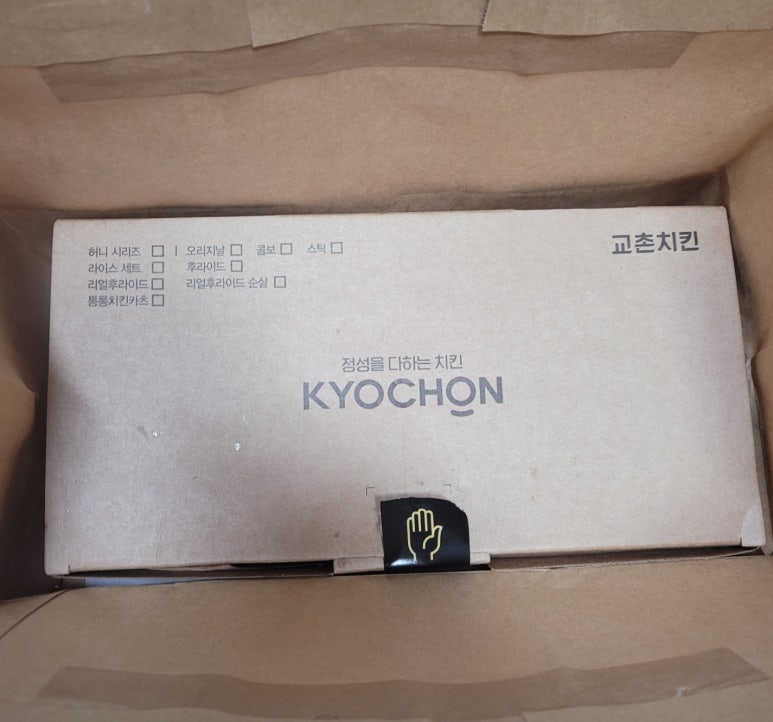 허니 시리즈 □ | 오리지날 □ 콤보 □ 스틱 □
라이스 세트 □ 후라이드 □
리얼후라이드 □ 리얼후라이드 순살 □
통통치킨카츠 □
교촌치킨
정성을 다하는 치킨
KYOCHON